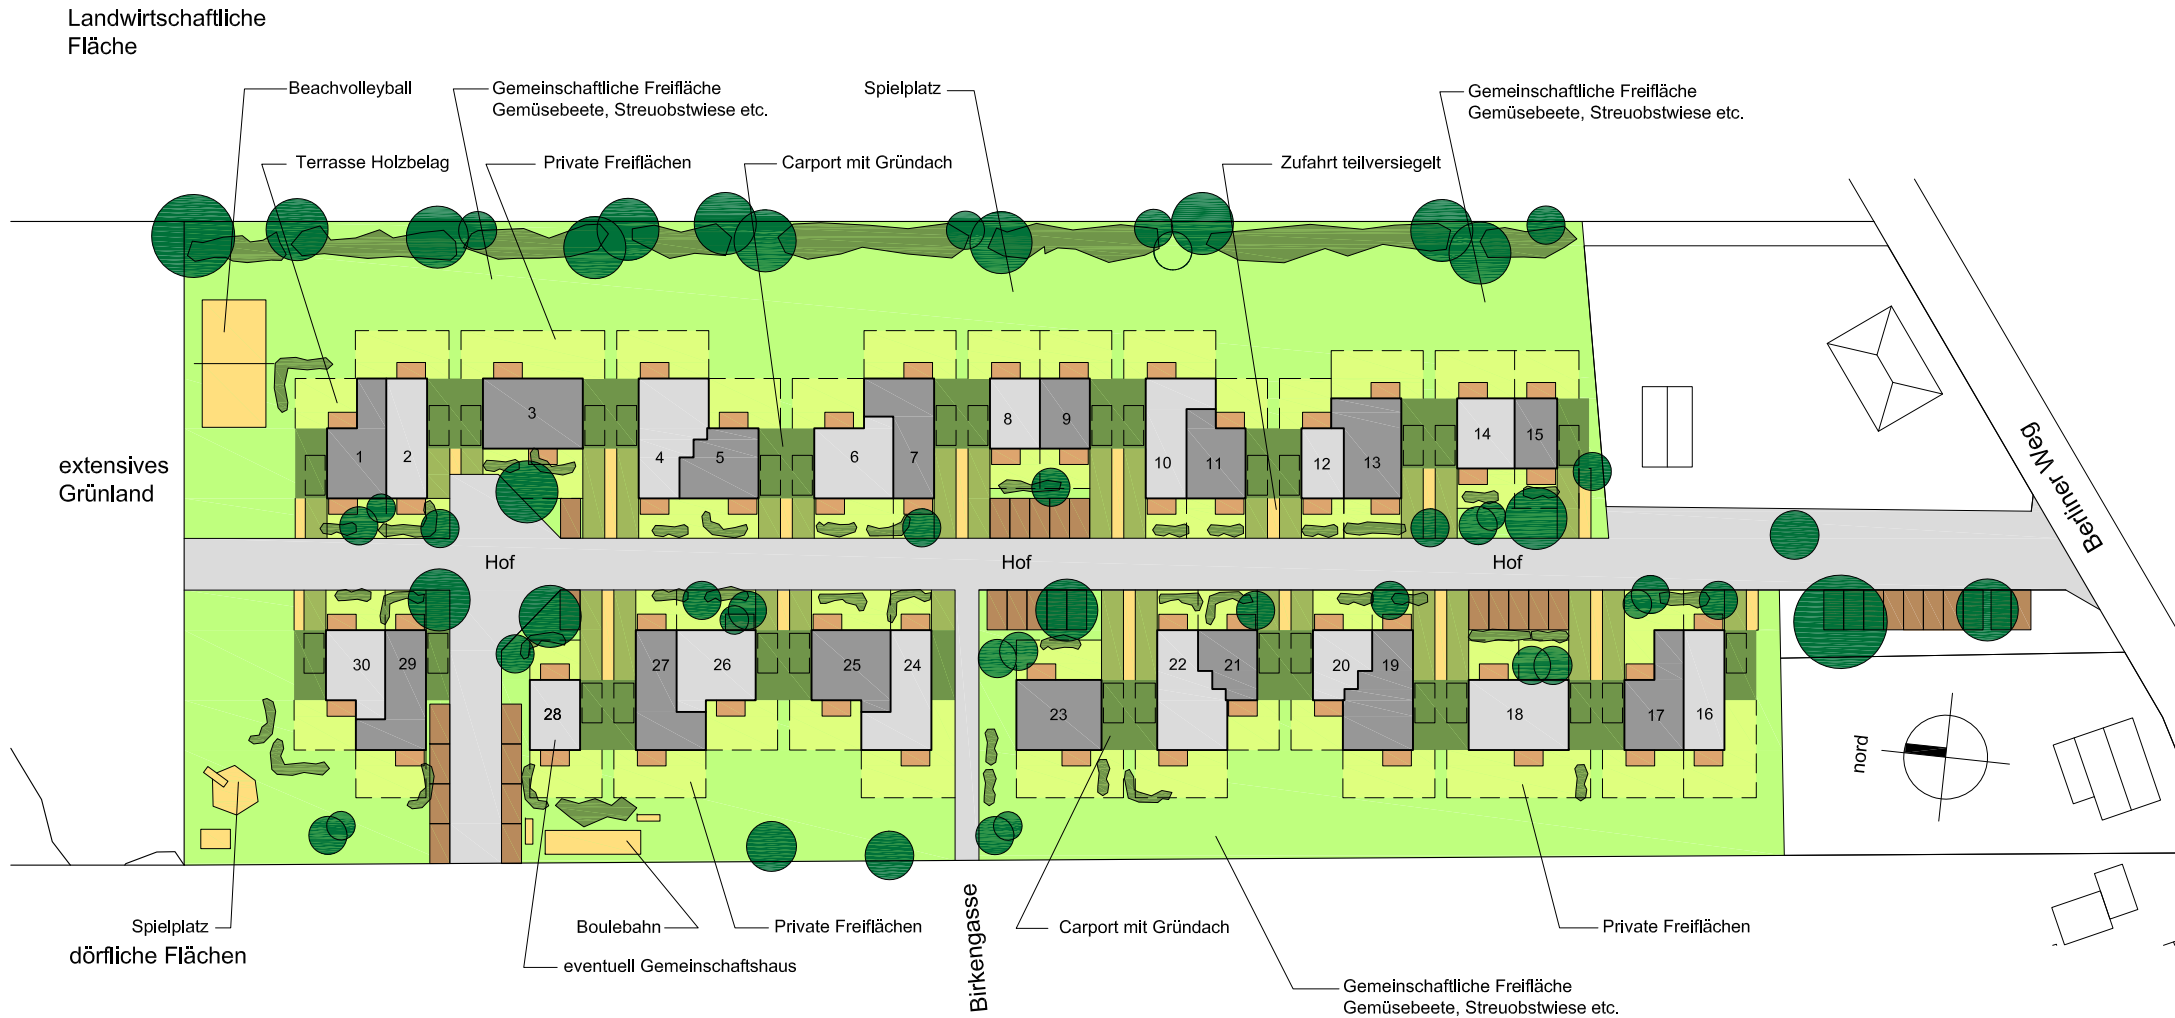 Landwirtschaftliche
Fläche
Beachvolleyball
Gemeinschaftliche Freifläche
Gemüsebeete, Streuobstwiese etc.
Spielplatz
Gemeinschaftliche Freifläche
Gemüsebeete, Streuobstwiese etc.
Terrasse Holzbelag
Private Freiflächen
Carport mit Gründach
Zufahrt teilversiegelt
extensives
Grünland
1
2
3
4
5
6
7
8
9
10
11
12
13
14
15
Berliner Weg
Hof
Hof
Hof
30
29
28
27
26
25
24
23
22
21
20
19
18
17
16
nord
Spielplatz
dörfliche Flächen
Boulebahn
eventuell Gemeinschaftshaus
Private Freiflächen
Birkengasse
Carport mit Gründach
Private Freiflächen
Gemeinschaftliche Freifläche
Gemüsebeete, Streuobstwiese etc.